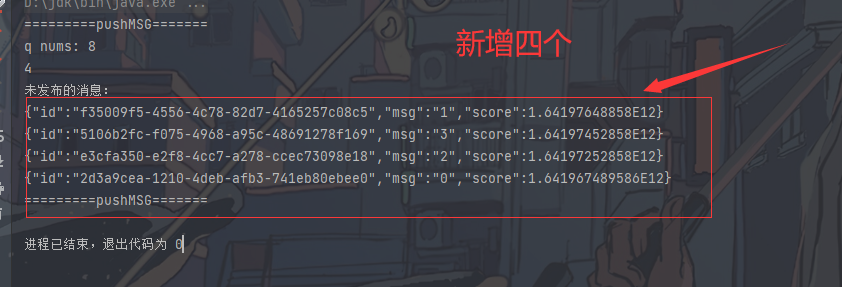 D:\jdk\bin\java.exe ...
=========pushMSG=======
q nums: 8
新增四个
4
未发布的消息:
{"id":"f35009f5-4556-4c78-82d7-4165257c08c5","msg":"1","score":1.64197648858E12}
{"id":"5106b2fc-f075-4968-a95c-48691278f169","msg":"3","score":1.64197452858E12}
{"id":"e3cfa350-e2f8-4cc7-a278-ccec73098e18","msg":"2","score":1.64197252858E12}
{"id":"2d3a9cea-1210-4deb-afb3-741eb80ebee0","msg":"0","score":1.641967489586E12}
=========pushMSG=======
进程已结束,退出代码为 0